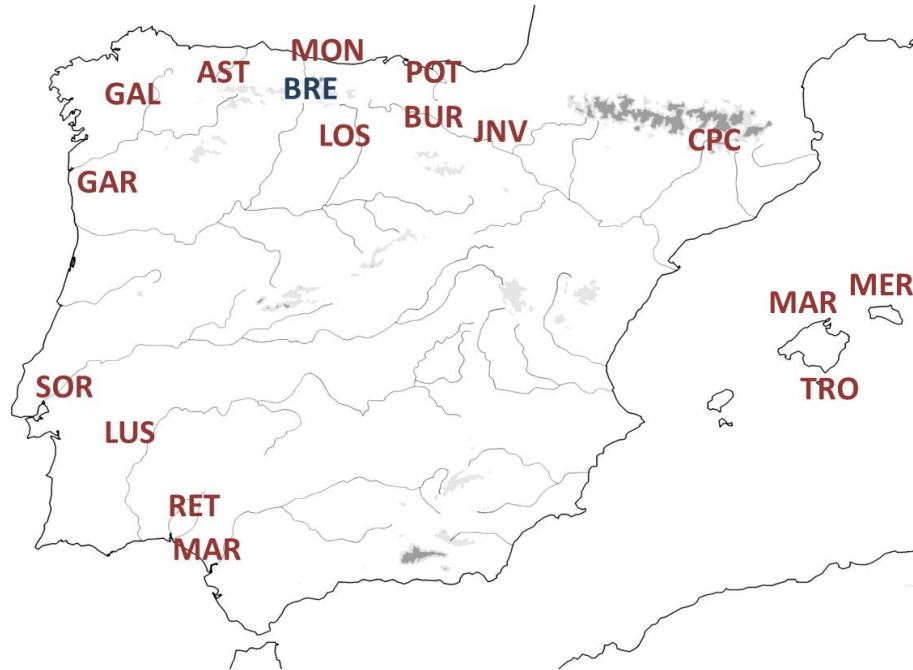 MON
AST
POT
GAL
BRE
BUR
LOS
JNV
CPC
GAR
MER
MAR
SOR
TRO
LUS
RET
MAR